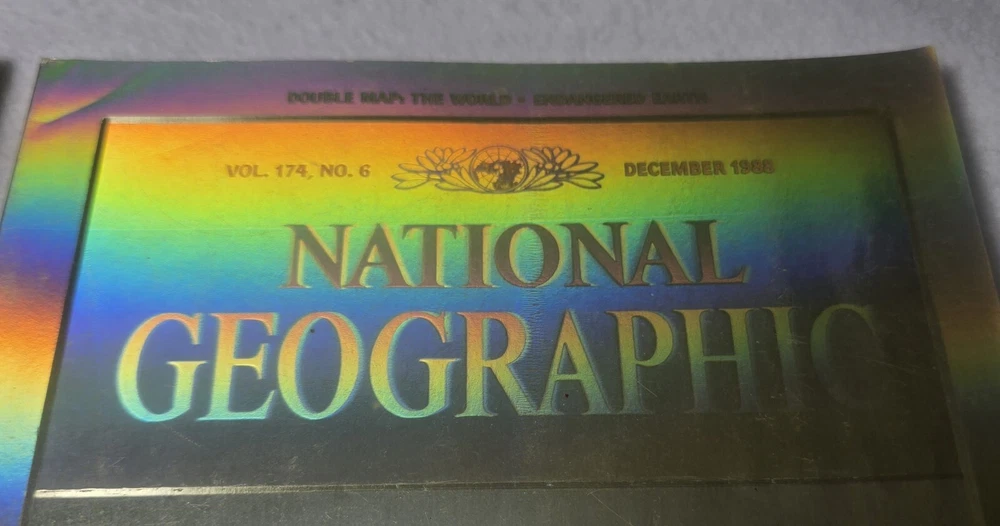 DOUBLE MAP: THE WORLD • ENDANGERED EARTH
VOL. 174, NO. 6 DECEMBER 1988
NATIONAL
GEOGRAPHIC